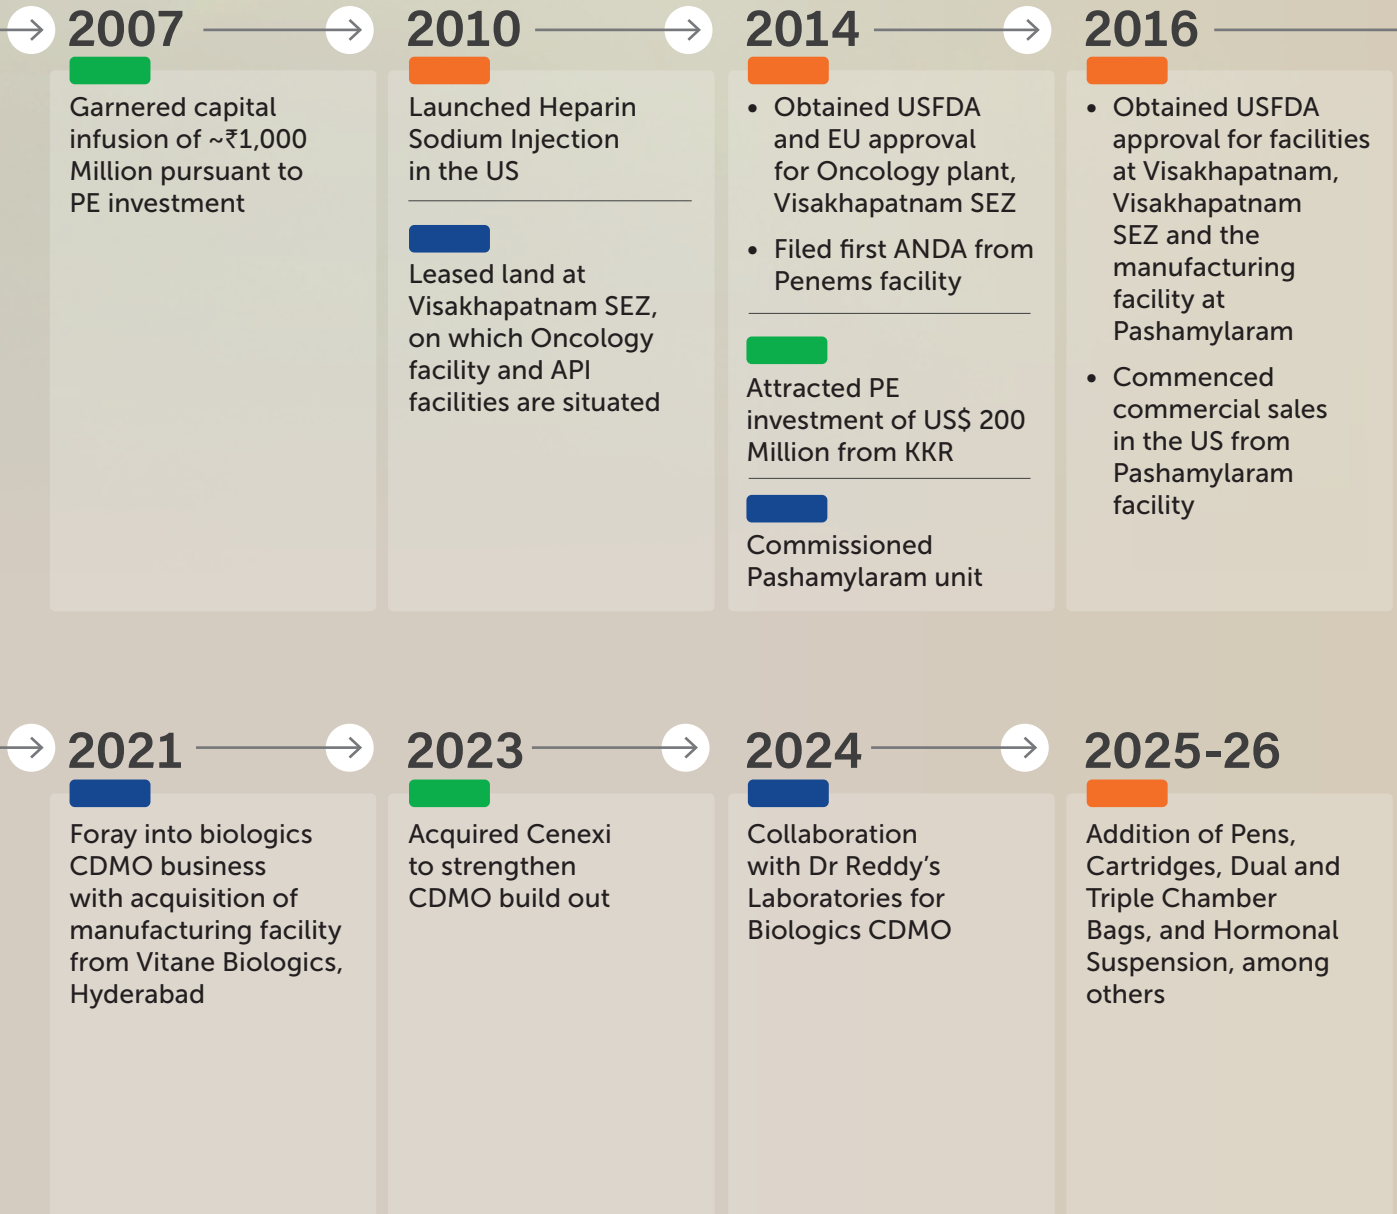 2007
Garnered capital
infusion of ~₹1,000
Million pursuant to
PE investment
2010
Launched Heparin
Sodium Injection
in the US
Leased land at
Visakhapatnam SEZ,
on which Oncology
facility and API
facilities are situated
2014
• Obtained USFDA
and EU approval
for Oncology plant,
Visakhapatnam SEZ
• Filed first ANDA from
Penems facility
Attracted PE
investment of US$ 200
Million from KKR
Commissioned
Pashamylaram unit
2016
• Obtained USFDA
approval for facilities
at Visakhapatnam,
Visakhapatnam
SEZ and the
manufacturing
facility at
Pashamylaram
• Commenced
commercial sales
in the US from
Pashamylaram
facility
2021
Foray into biologics
CDMO business
with acquisition of
manufacturing facility
from Vitane Biologics,
Hyderabad
2023
Acquired Cenexi
to strengthen
CDMO build out
2024
Collaboration
with Dr Reddy’s
Laboratories for
Biologics CDMO
2025-26
Addition of Pens,
Cartridges, Dual and
Triple Chamber
Bags, and Hormonal
Suspension, among
others